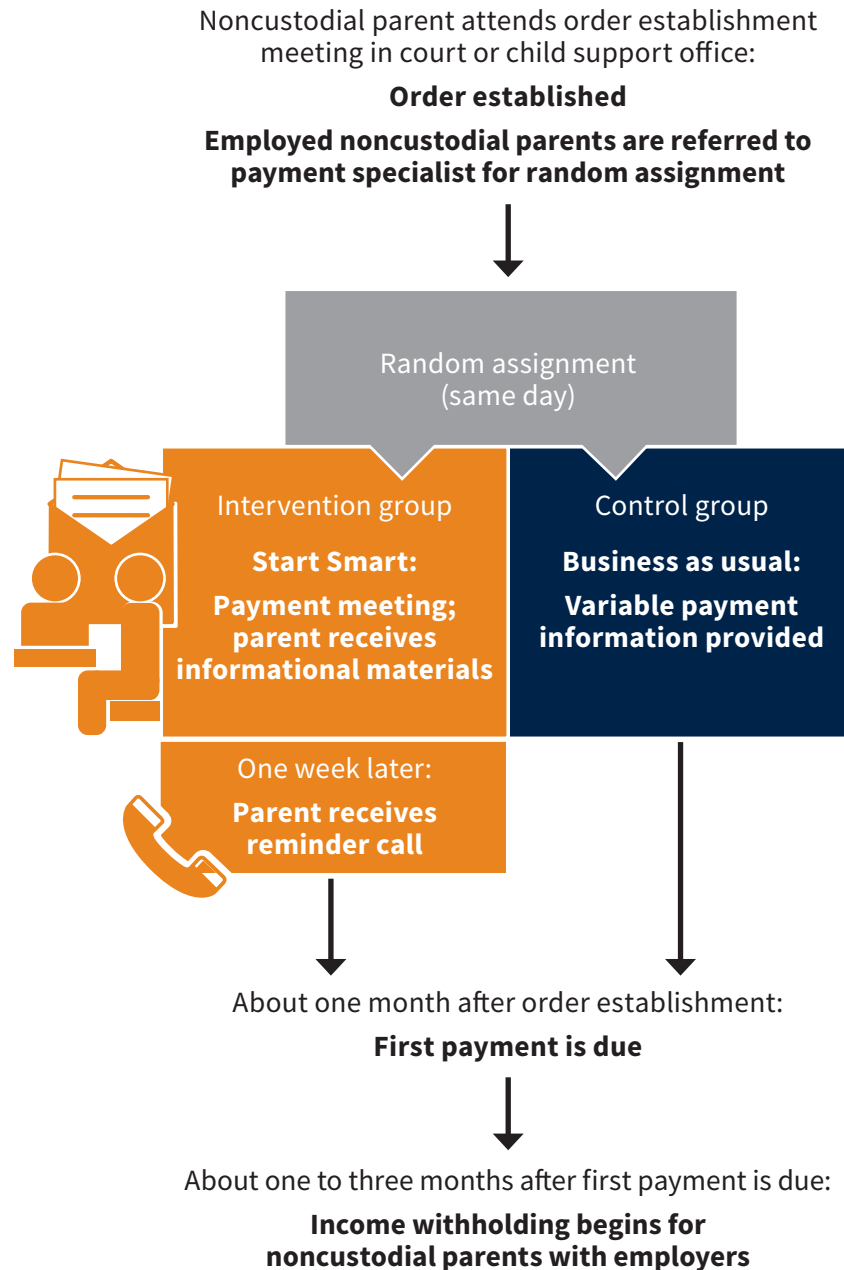 Noncustodial parent attends order establishment
meeting in court or child support office:
Order established
Employed noncustodial parents are referred to
payment specialist for random assignment
Random assignment
(same day)
Intervention group
Start Smart:
Payment meeting;
parent receives
informational materials
Control group
Business as usual:
Variable payment
information provided
One week later:
Parent receives
reminder call
About one month after order establishment:
First payment is due
About one to three months after first payment is due:
Income withholding begins for
noncustodial parents with employers